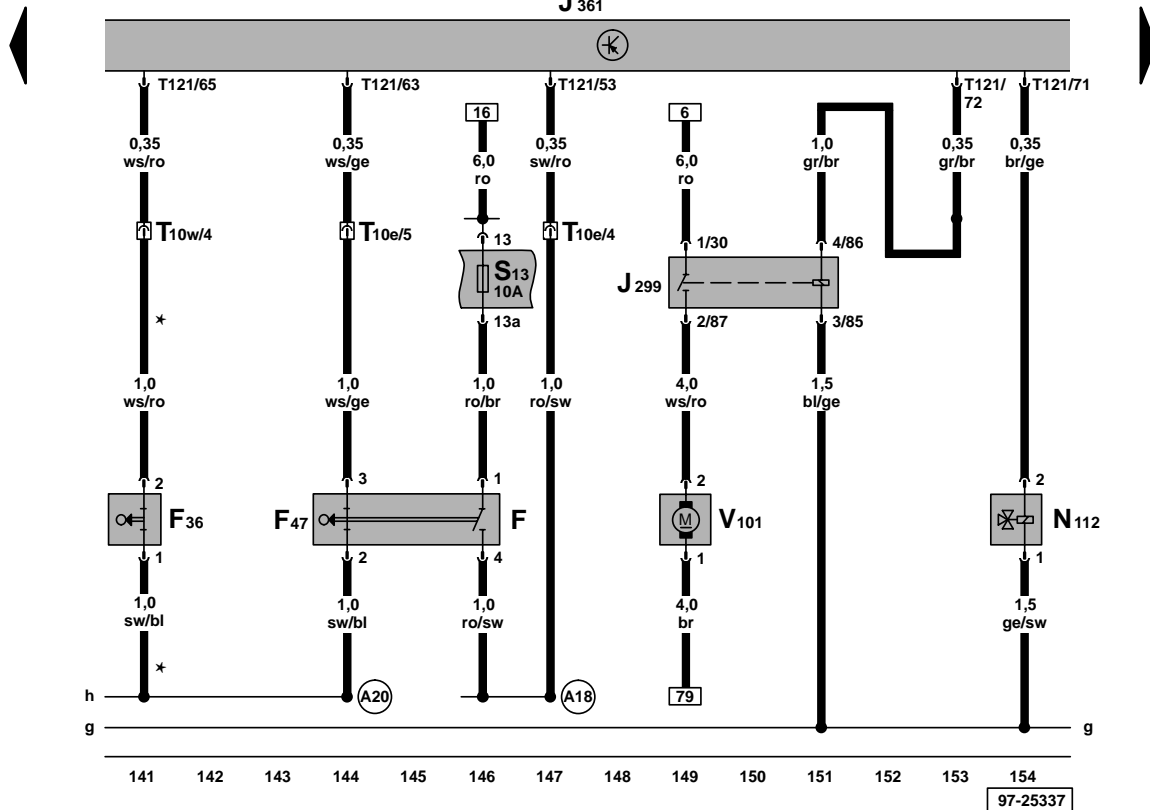 J 361
T121/65
T121/63
T121/53
T121/
72
T121/71
16
6
0,35
ws/ro
0,35
ws/ge
6,0
ro
0,35
sw/ro
6,0
ro
1,0
gr/br
0,35
gr/br
0,35
br/ge
T10w/4
T10e/5
T10e/4
13
1/30
4/86
S13
10A
J 299
13a
2/87
3/85
1,0
ws/ro
1,0
ws/ge
1,0
ro/br
1,0
ro/sw
4,0
ws/ro
1,5
bl/ge
2
3
1
2
2
F36
F47
F
M
V101
N112
1
2
4
1
1
1,0
sw/bl
1,0
sw/bl
1,0
ro/sw
4,0
br
1,5
ge/sw
h
A20
A18
79
g
g
141 142 143 144 145 146 147 148 149 150 151 152 153 154
97-25337